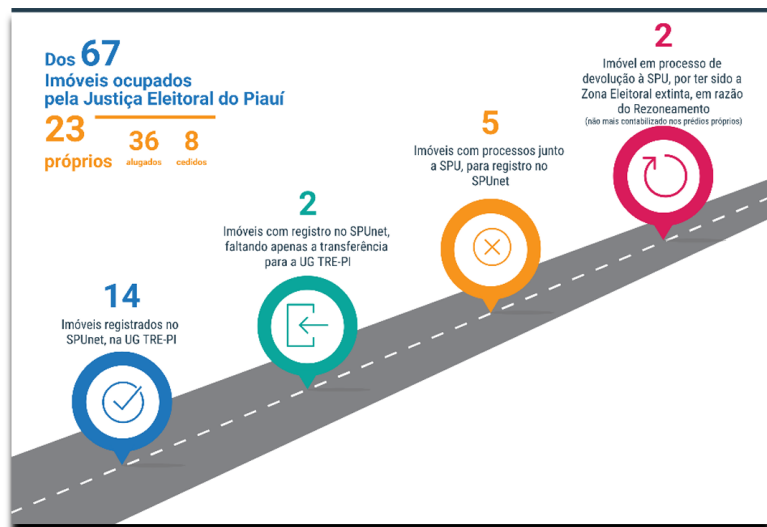 Dos 67
Imóveis ocupados
pela Justiça Eleitoral do Piauí
23
próprios
36
alugados
8
cedidos
14
Imóveis registrados no
SPUnet, na UG TRE-PI
2
Imóveis com registro no SPUnet,
faltando apenas a transferência
para a UG TRE-PI
5
Imóveis com processos junto
a SPU, para registro no
SPUnet
2
Imóvel em processo de
devolução à SPU, por ter sido a
Zona Eleitoral extinta, em razão
do Rezoneamento
(não mais contabilizado nos prédios próprios)